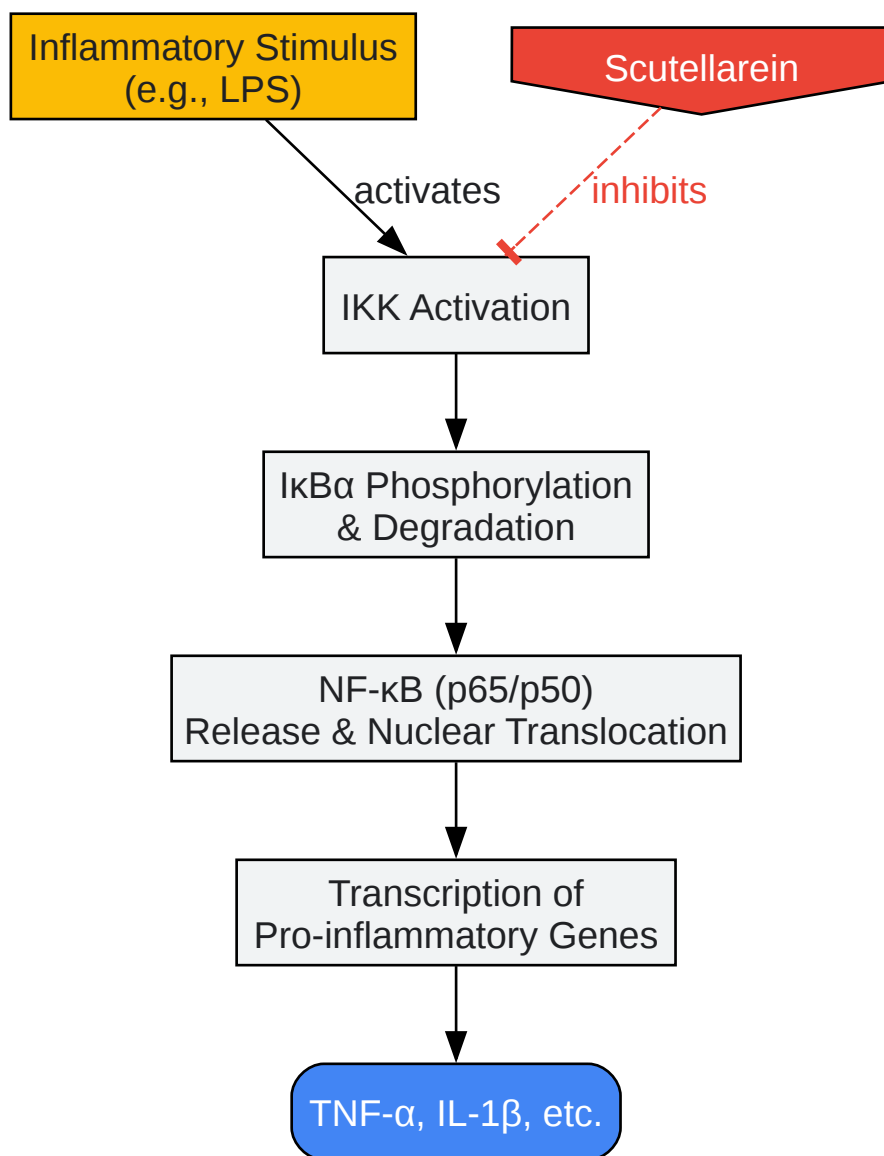 Inflammatory Stimulus
(e.g., LPS)
Scutellarein
activates
inhibits
IKK Activation
IκBα Phosphorylation
& Degradation
NF-κB (p65/p50)
Release & Nuclear Translocation
Transcription of
Pro-inflammatory Genes
TNF-α, IL-1β, etc.